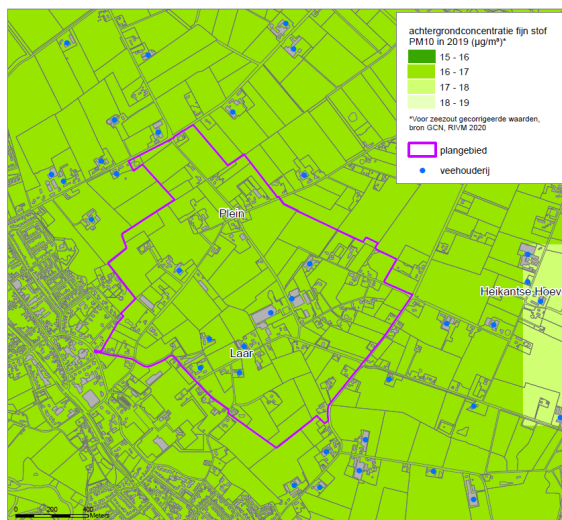 achtergrondconcentratie fijn stof
PM10 in 2019 (µg/m³)*
15 - 16
16 - 17
17 - 18
18 - 19
*Voor zeezout gecorrigeerde waarden,
bron GCN, RIVM 2020
plangebied
veehouderij
Plein
Heikantse Hoev
Laar
0 200 400
Meters